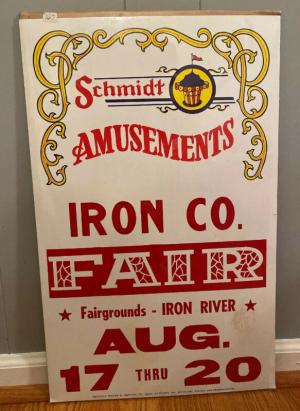 Schmidt
AMUSEMENTS
IRON CO.
FAIR
★ Fairgrounds - IRON RIVER ★
AUG.
17 THRU 20